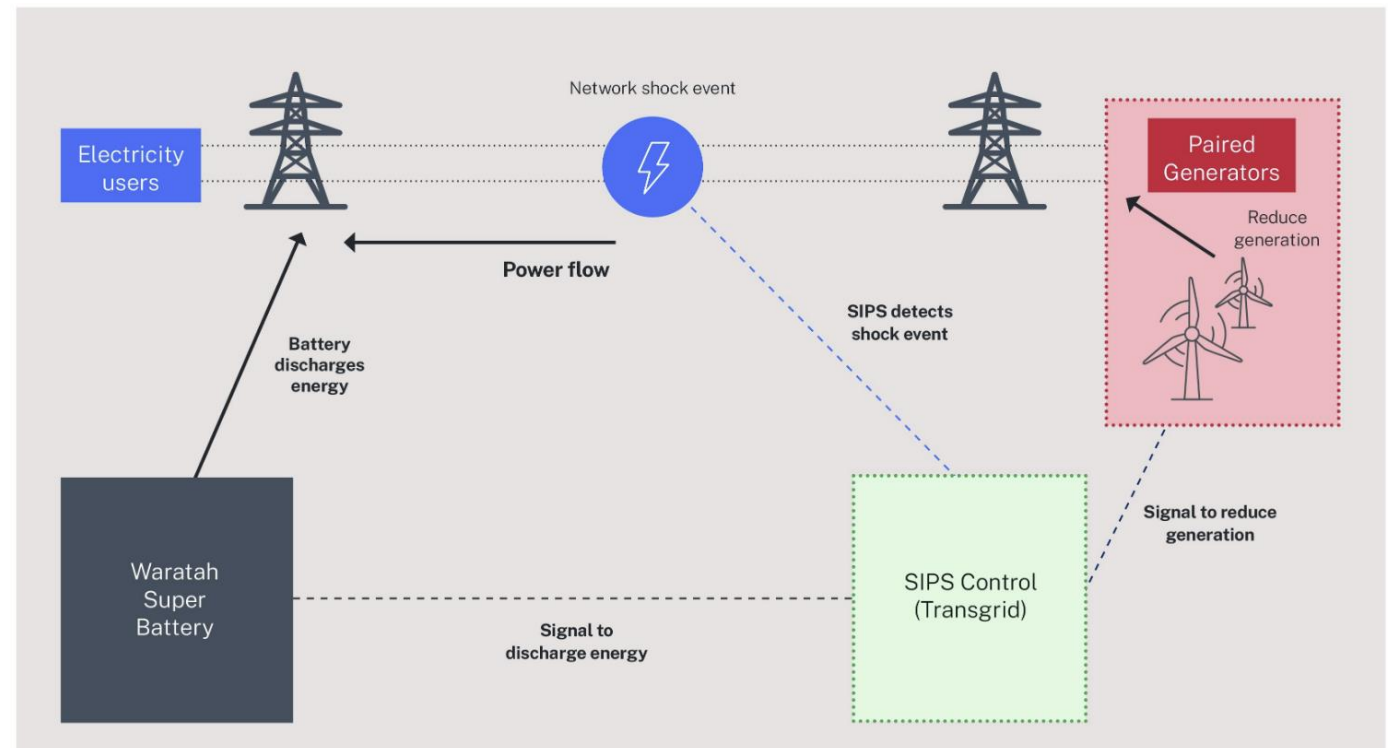 Network shock event
Electricity
users
Paired
Generators
Reduce
generation
Power flow
SIPS detects
shock event
Battery
discharges
energy
Signal to reduce
generation
Waratah
Super
Battery
SIPS Control
(Transgrid)
Signal to
discharge energy